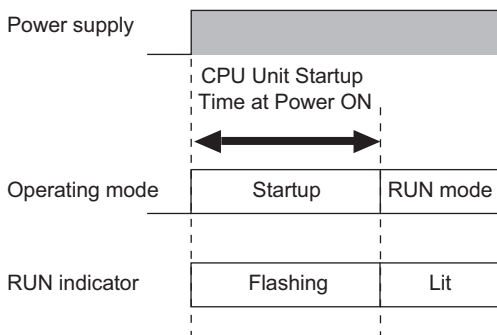 Power supply
CPU Unit Startup
Time at Power ON
Operating mode
Startup
RUN mode
RUN indicator
Flashing
Lit